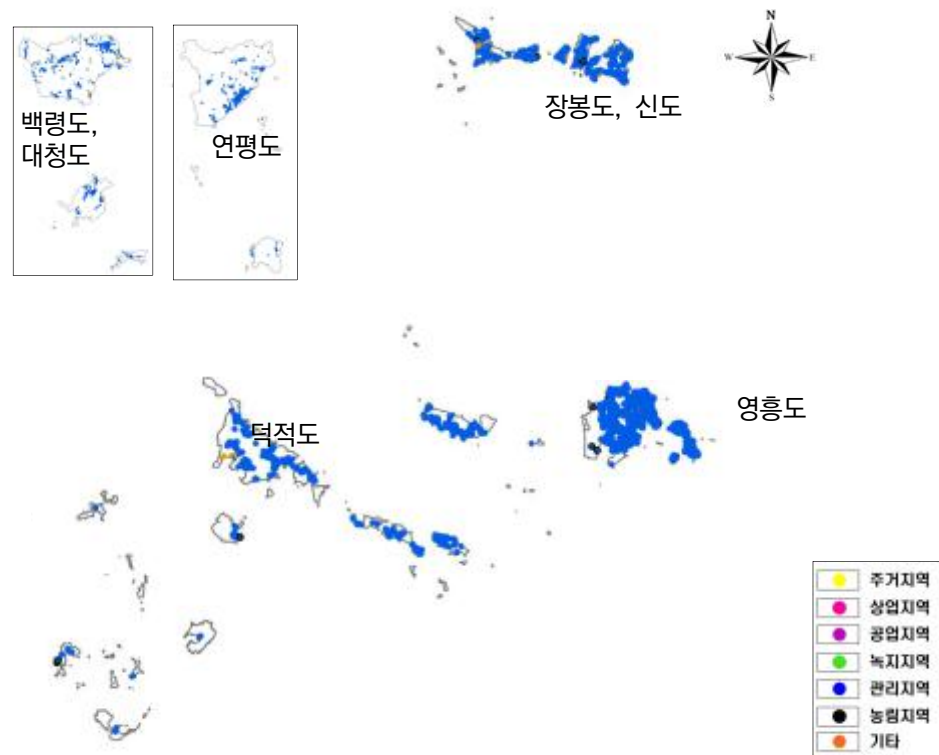 N
W E
S
백령도,
대청도
연평도
장봉도, 신도
덕적도
영흥도
주거지역
상업지역
공업지역
녹지지역
관리지역
농림지역
기타